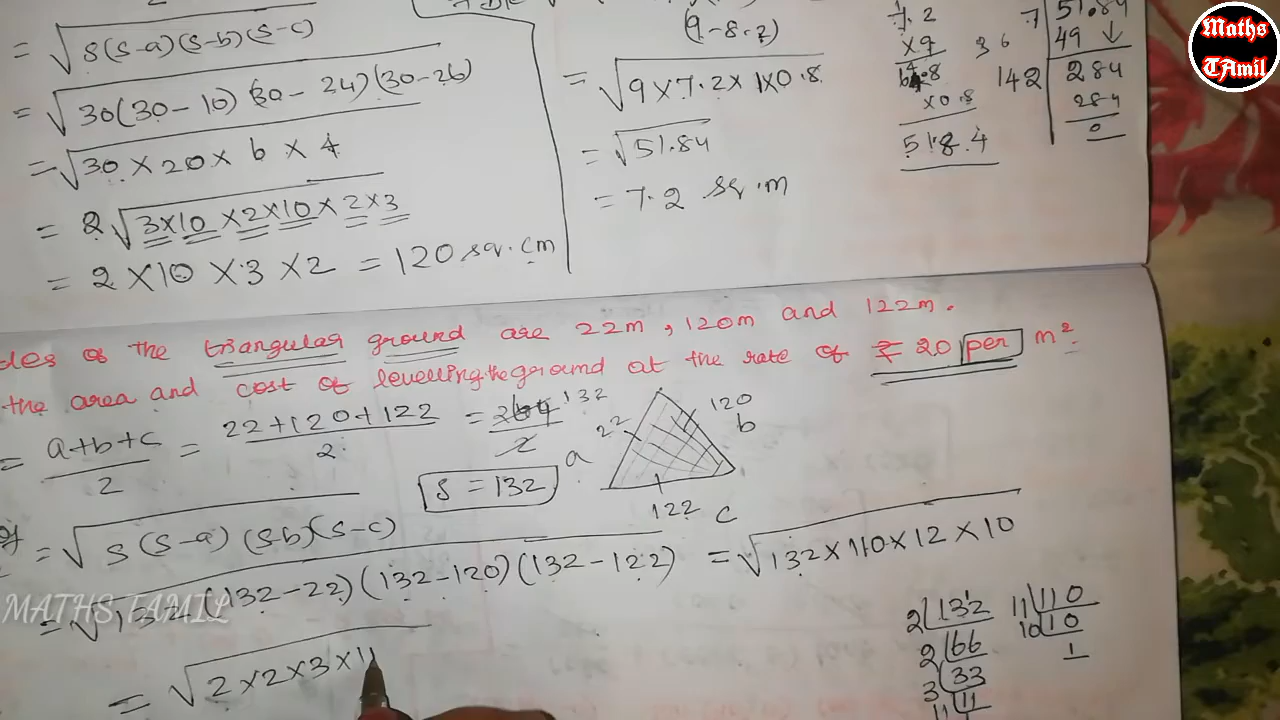 = √s(s-a)(s-b)(s-c)
= √30(30-10)(30-24)(30-26)
= √30×20×6×4
= 2√3×10×2×10×2×3
= 2×10×3×2 = 120 sq.cm
(9-8.2)
= √9×7.2×1×0.8
= √51.84
= 7.2 sq.m
7.2
×9
64.8
×0.8
518.4
36
7 51.84
49 ↓
142 284
284
0
Maths
TAmil
des of the triangular ground are 22m, 120m and 122m.
the area and cost of levelling the ground at the rate of ₹ 20 per m²
= a+b+c/2 = 22+120+122/2 = 264/2 132
s = 132
22
a
120
b
122 c
= √s(s-a)(s-b)(s-c)
= √132(132-22)(132-120)(132-122) = √132×110×12×10
MATHS TAMIL
= √2×2×3×11
2 132
2 66
3 33
11 11
11 110
10 10
1